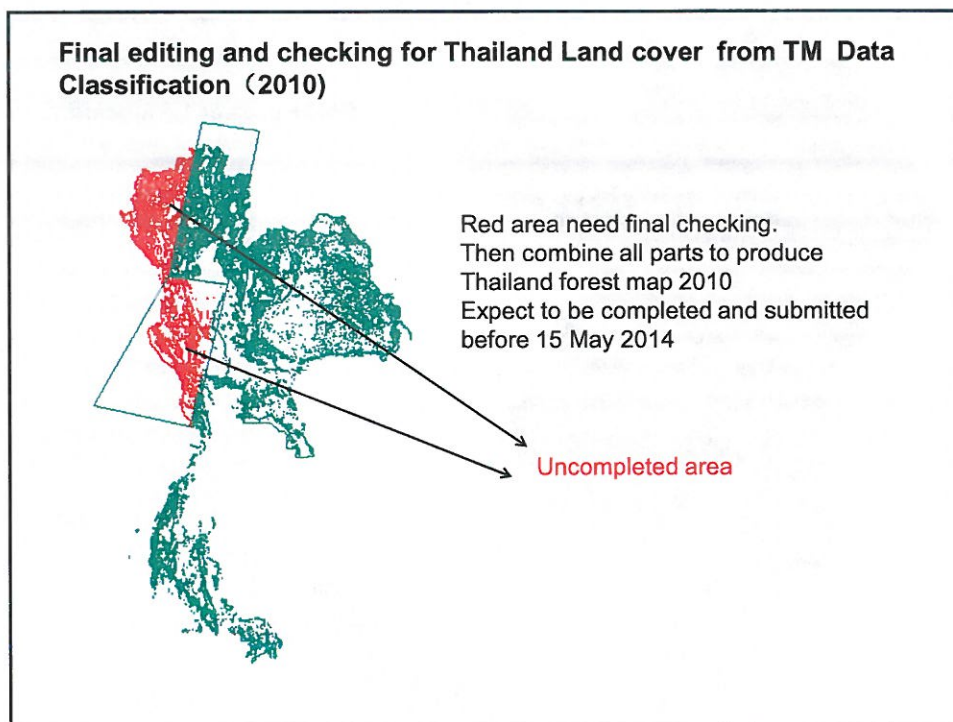 Final editing and checking for Thailand Land cover from TM Data
Classification（2010)
Red area need final checking.
Then combine all parts to produce
Thailand forest map 2010
Expect to be completed and submitted
before 15 May 2014
Uncompleted area